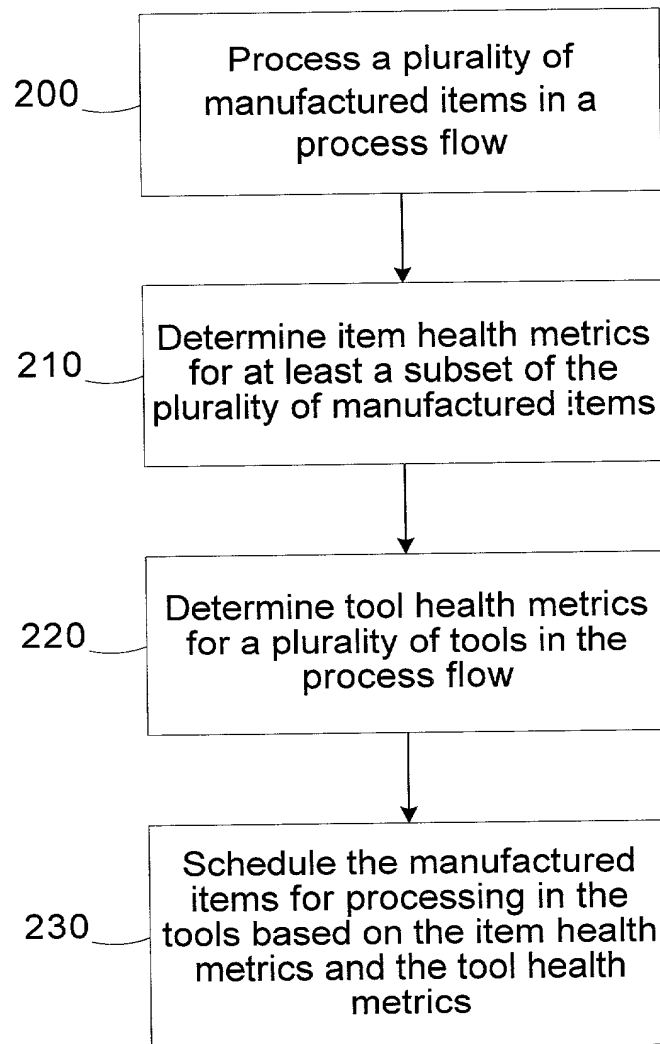 200
Process a plurality of
manufactured items in a
process flow
210
Determine item health metrics
for at least a subset of the
plurality of manufactured items
220
Determine tool health metrics
for a plurality of tools in the
process flow
230
Schedule the manufactured
items for processing in the
tools based on the item health
metrics and the tool health
metrics